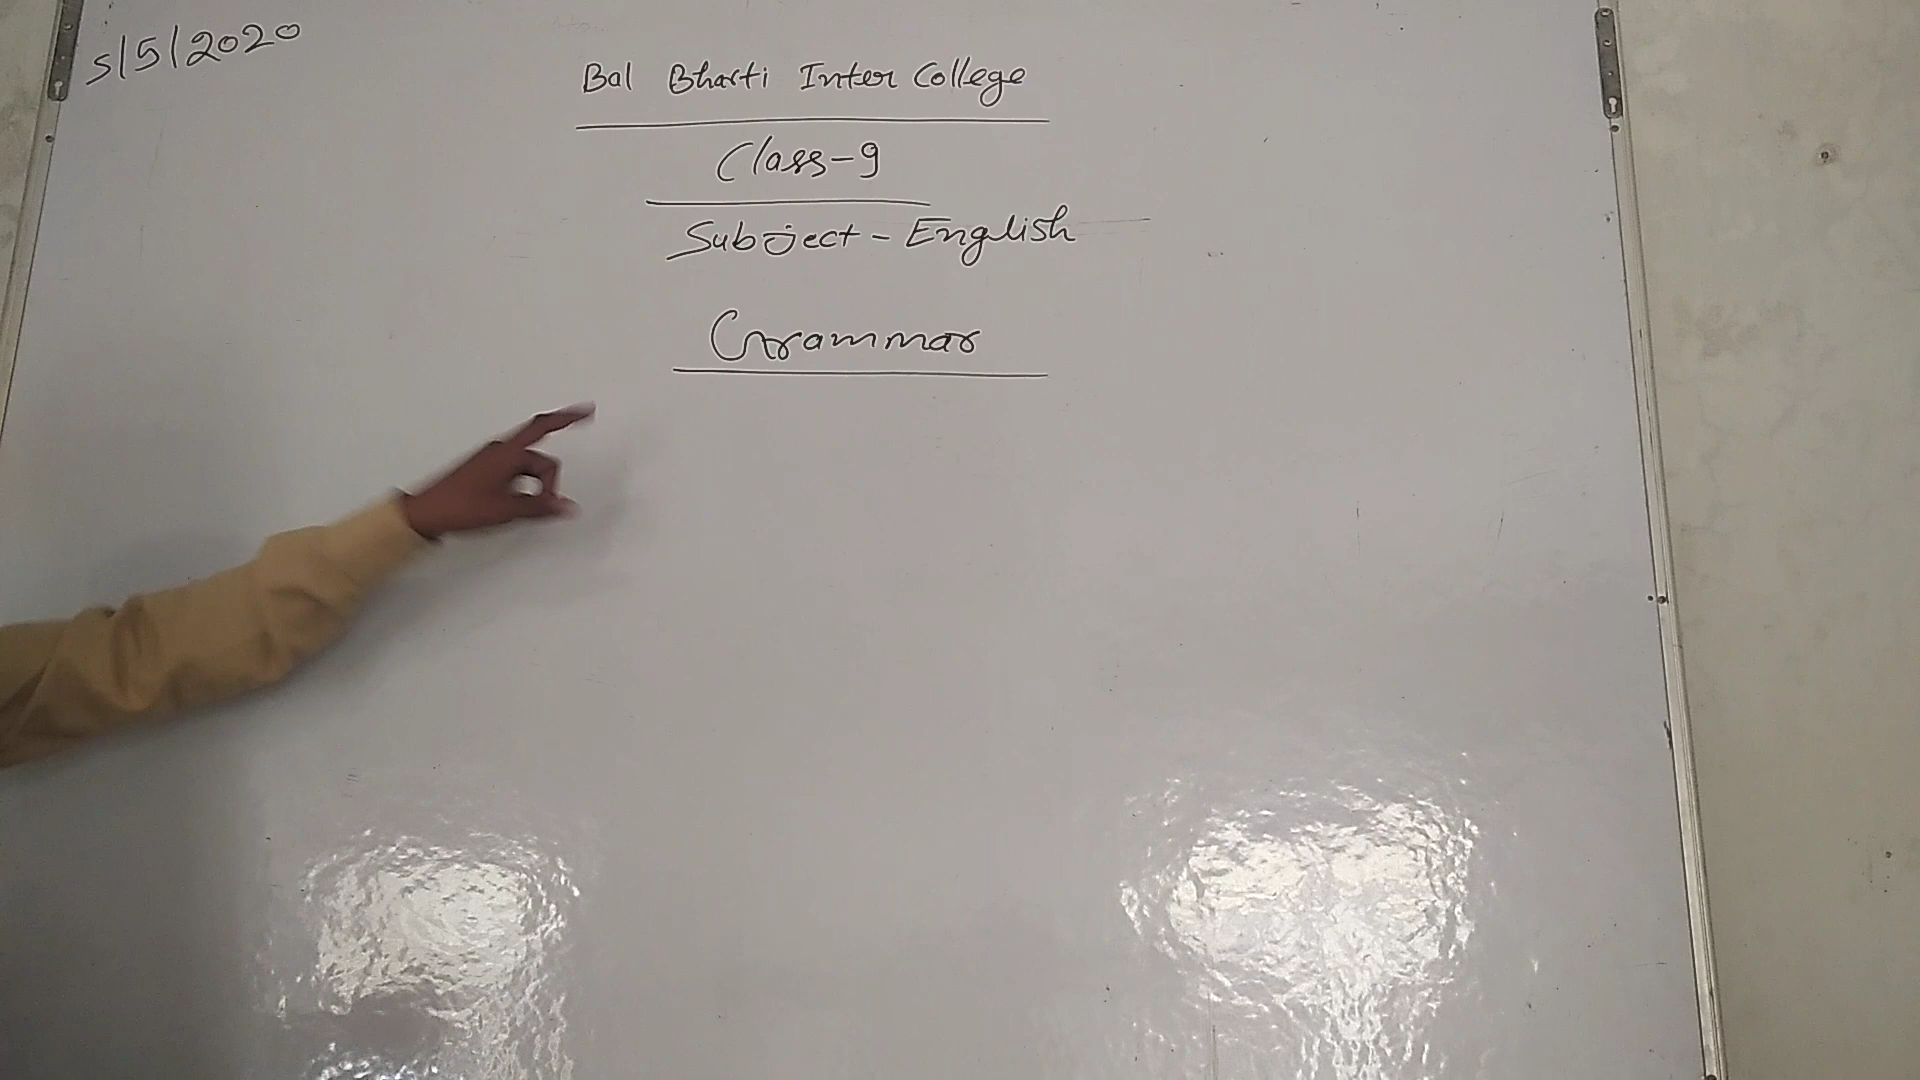 5/5/2020
Bal Bharti Inter College
Class-9
Subject - English
Grammar